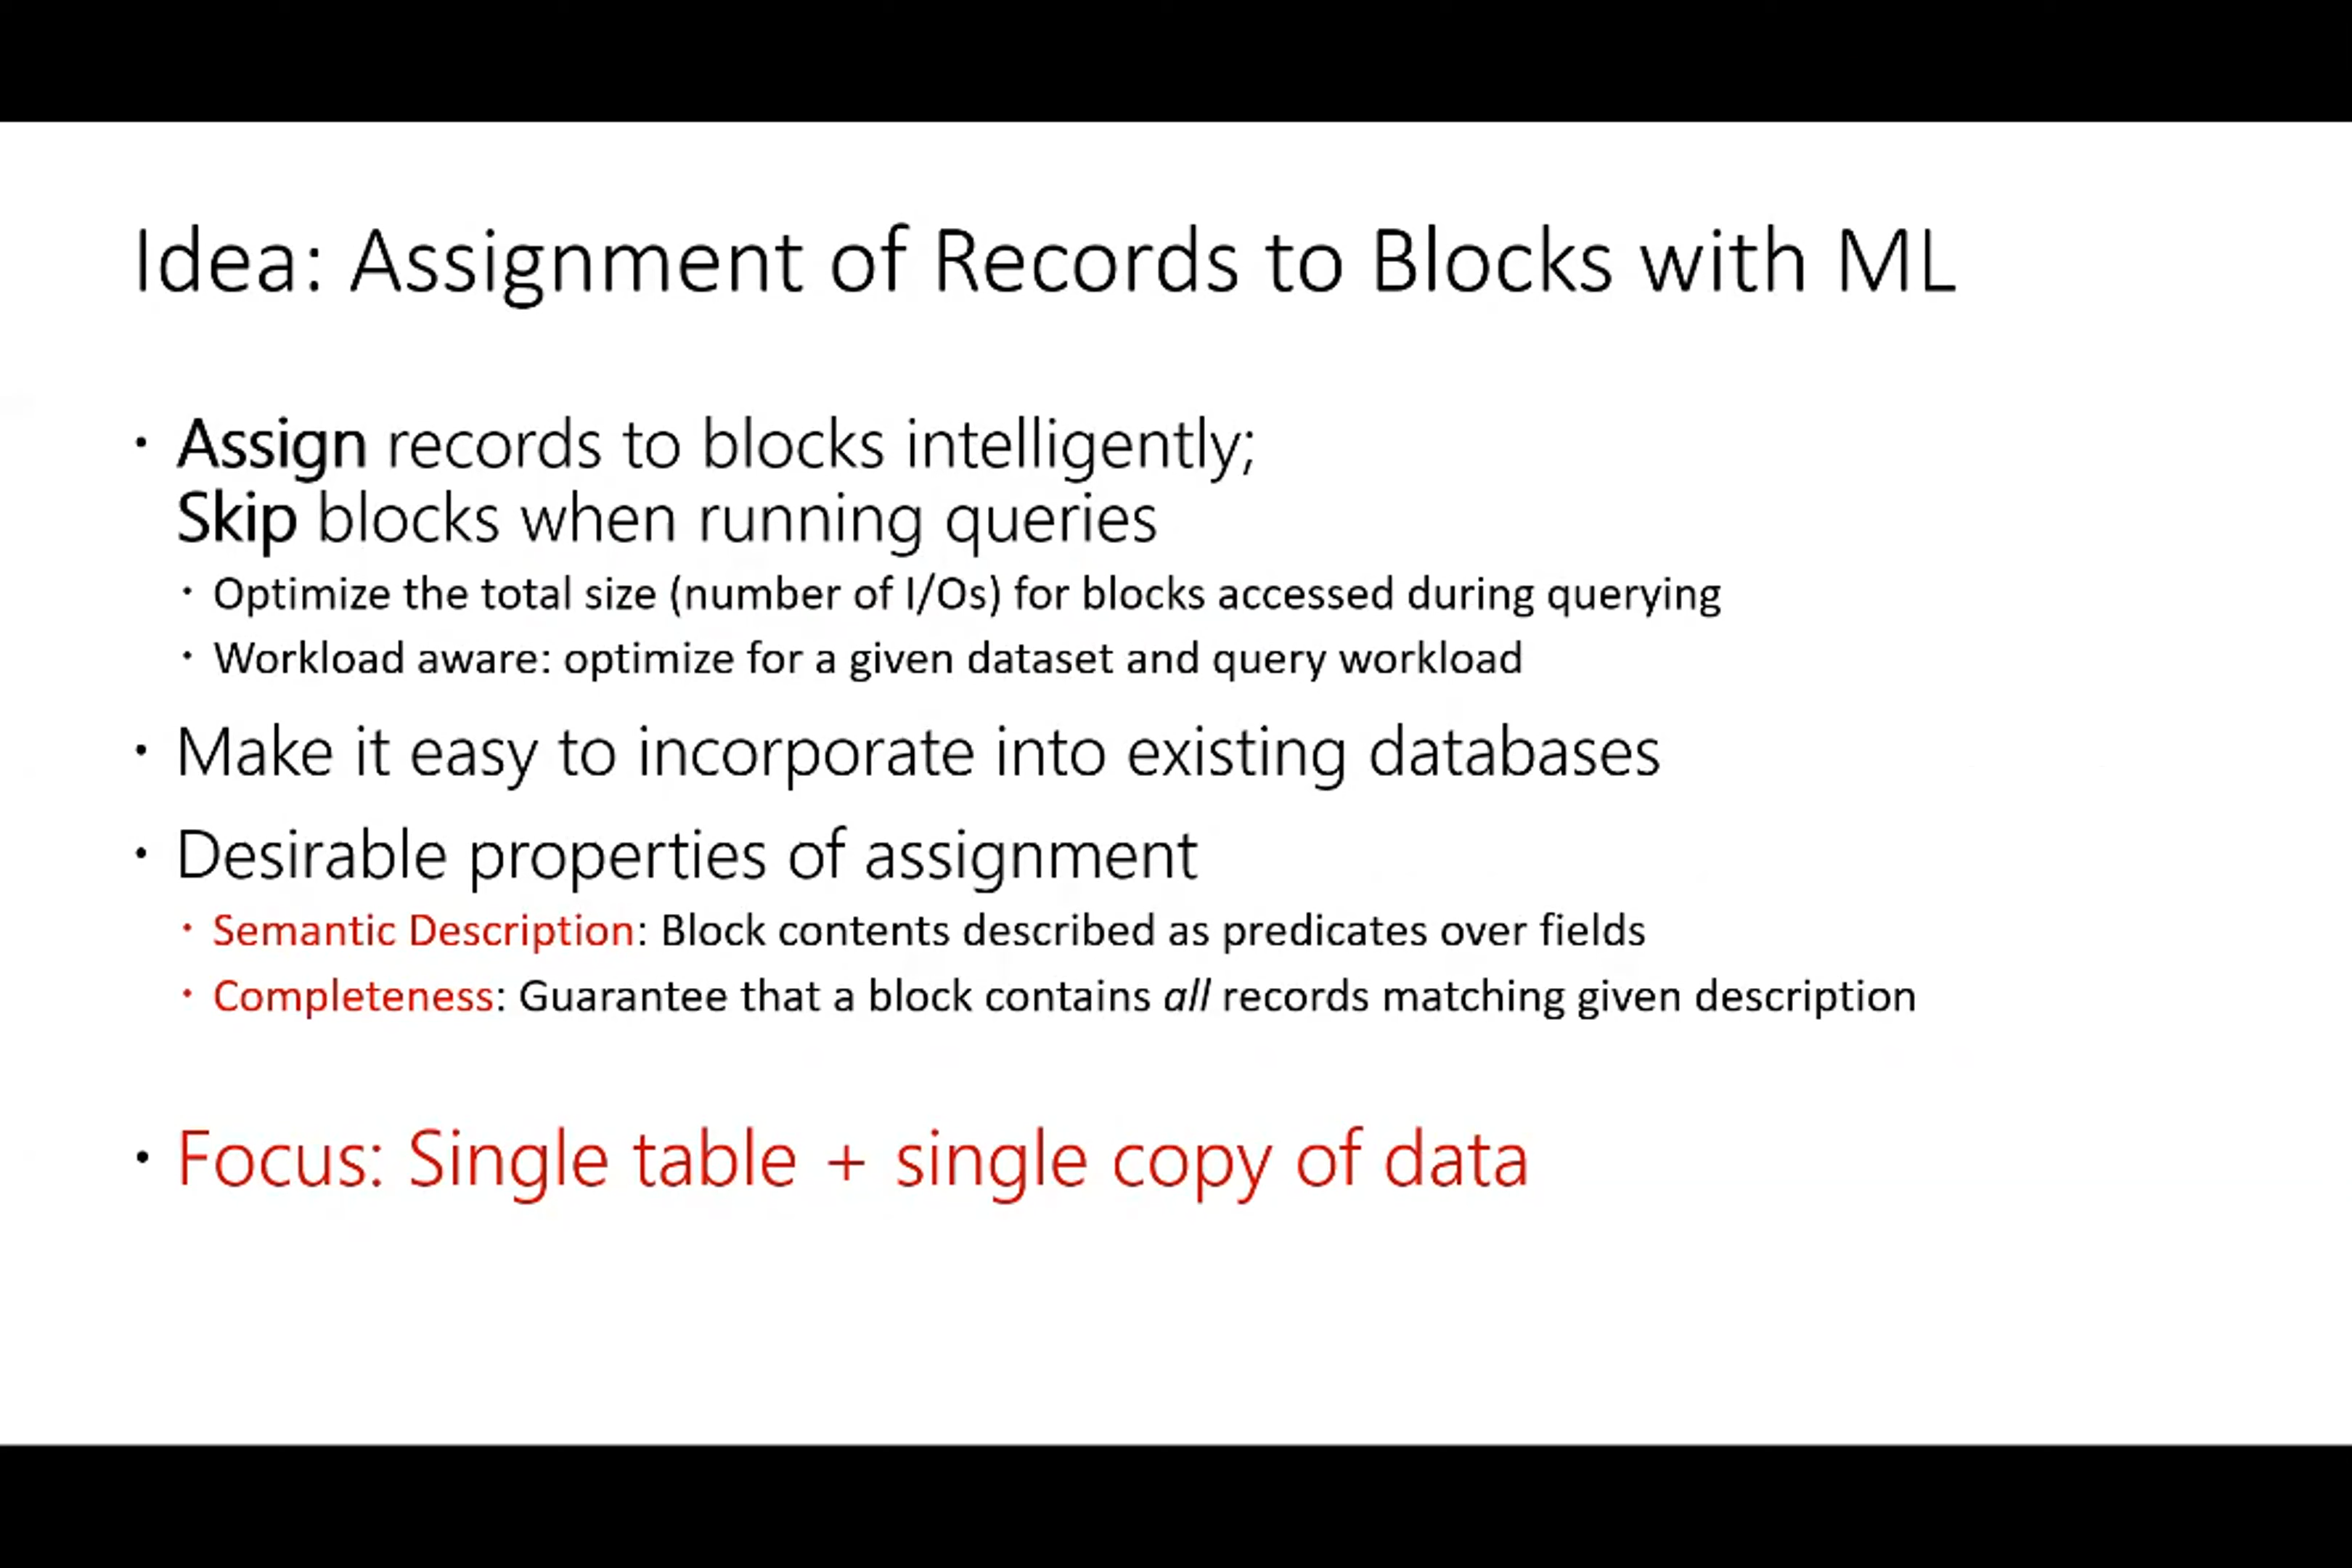 Idea: Assignment of Records to Blocks with ML
• Assign records to blocks intelligently;
Skip blocks when running queries
• Optimize the total size (number of I/Os) for blocks accessed during querying
• Workload aware: optimize for a given dataset and query workload
• Make it easy to incorporate into existing databases
• Desirable properties of assignment
• Semantic Description: Block contents described as predicates over fields
• Completeness: Guarantee that a block contains all records matching given description
• Focus: Single table + single copy of data